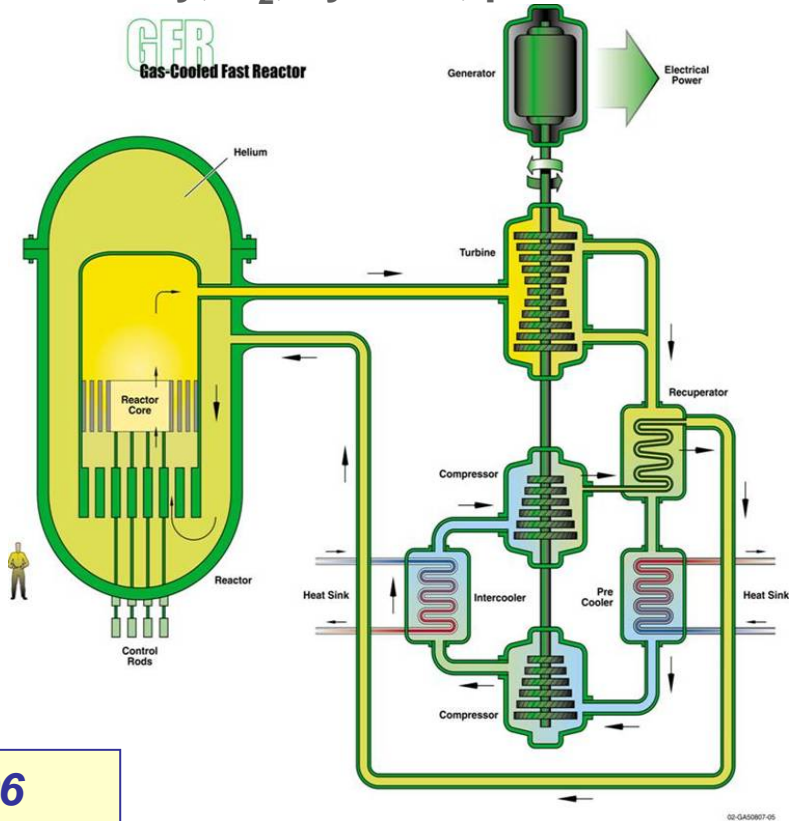 GFR
Gas-Cooled Fast Reactor
Generator
Electrical
Power
Helium
Turbine
Reactor
Core
Recuperator
Compressor
Reactor
Heat Sink
Intercooler
Pre
Cooler
Heat Sink
Control
Rods
Compressor
6
02-GA50807-05